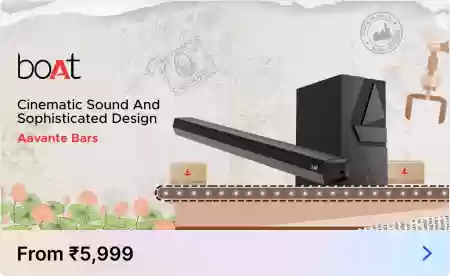 boAt
Cinematic Sound And
Sophisticated Design
Aavante Bars
From ₹5,999